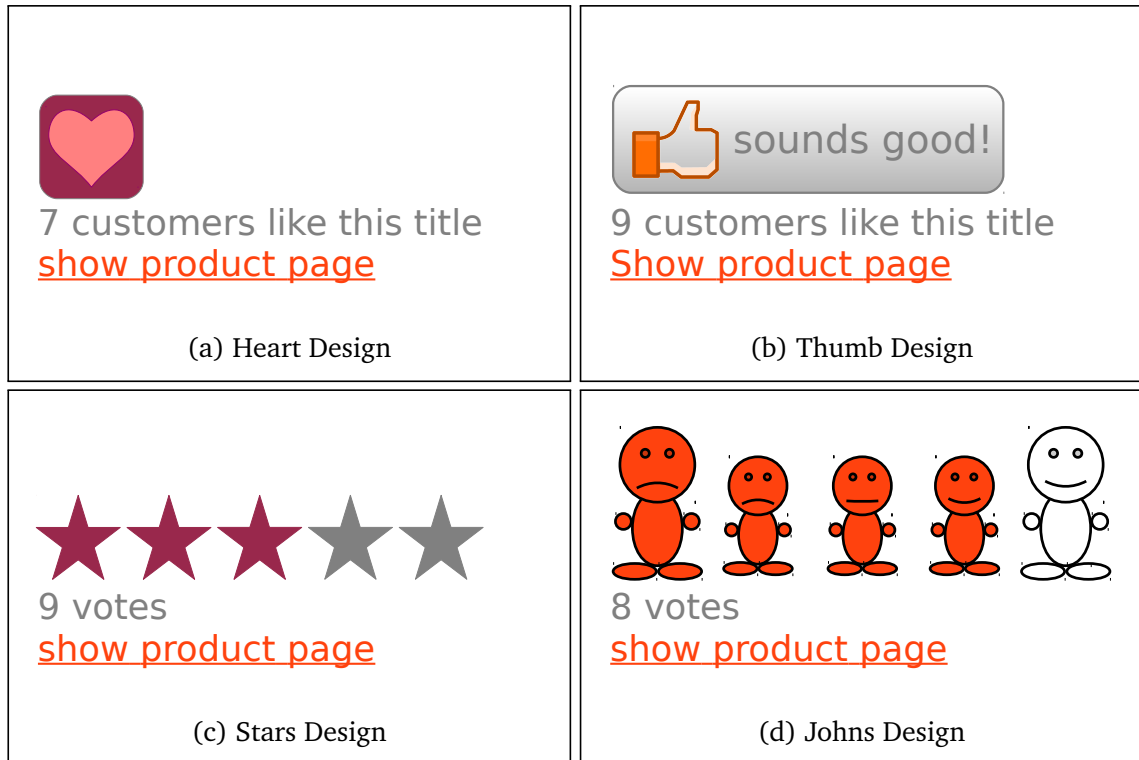 7 customers like this title
show product page
(a) Heart Design
sounds good!
9 customers like this title
Show product page
(b) Thumb Design
9 votes
show product page
(c) Stars Design
8 votes
show product page
(d) Johns Design